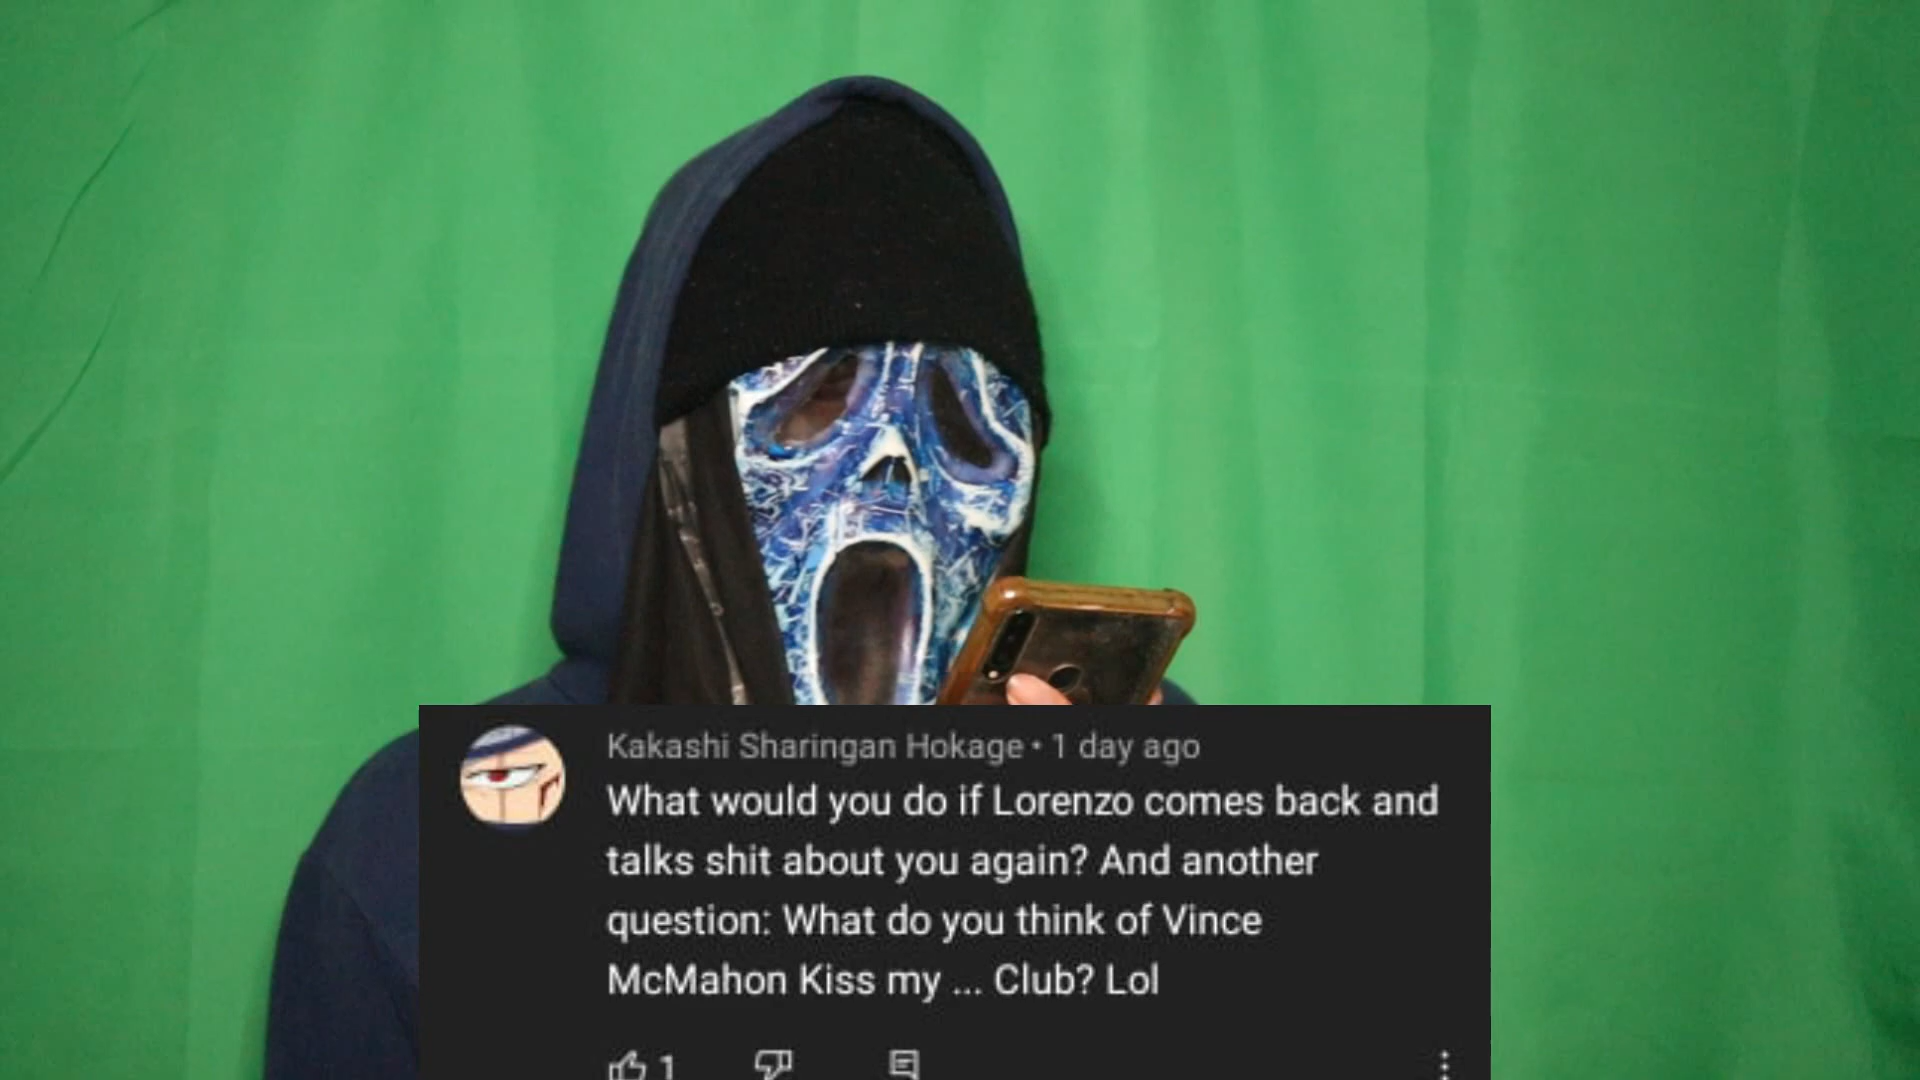 Kakashi Sharingan Hokage • 1 day ago
What would you do if Lorenzo comes back and
talks shit about you again? And another
question: What do you think of Vince
McMahon Kiss my ... Club? Lol
1